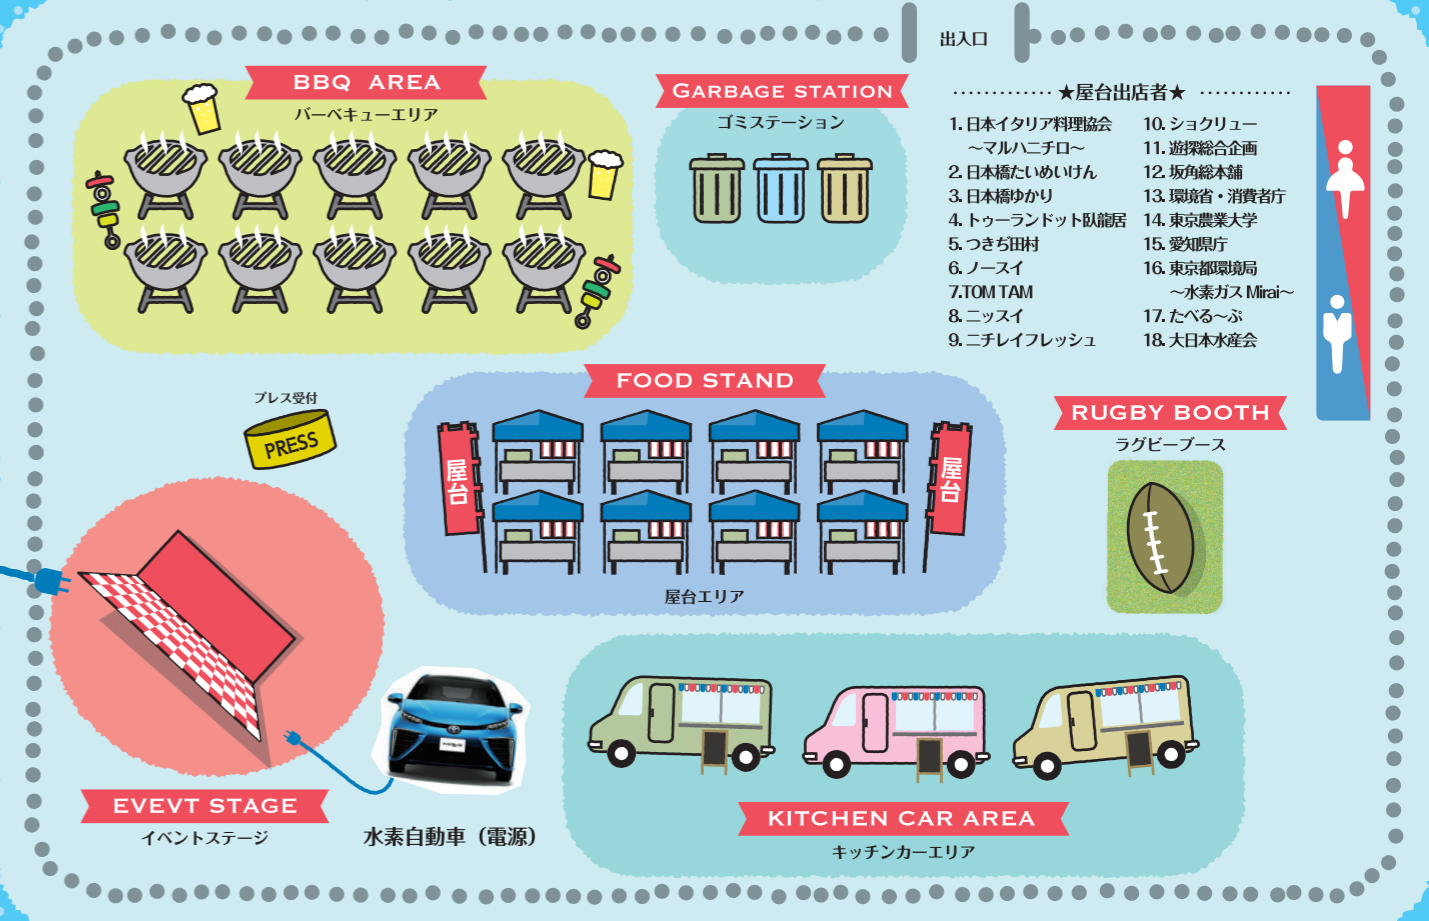 出入口
BBQ AREA
バーベキューエリア
GARBAGE STATION
ゴミステーション
★屋台出店者★
1. 日本イタリア料理協会
～マルハニチロ～
2. 日本橋たいめいけん
3. 日本橋ゆかり
4. トゥーランドット臥龍居
5. つきぢ田村
6. ノースイ
7.TOM TAM
8. ニッスイ
9. ニチレイフレッシュ
10. ショクリュー
11. 遊探総合企画
12. 坂角総本舗
13. 環境省・消費者庁
14. 東京農業大学
15. 愛知県庁
16. 東京都環境局
～水素ガス Mirai～
17. たべる～ぷ
18. 大日本水産会
FOOD STAND
屋台
屋台
屋台エリア
プレス受付
PRESS
RUGBY BOOTH
ラグビーブース
EVEVT STAGE
イベントステージ
水素自動車（電源）
KITCHEN CAR AREA
キッチンカーエリア